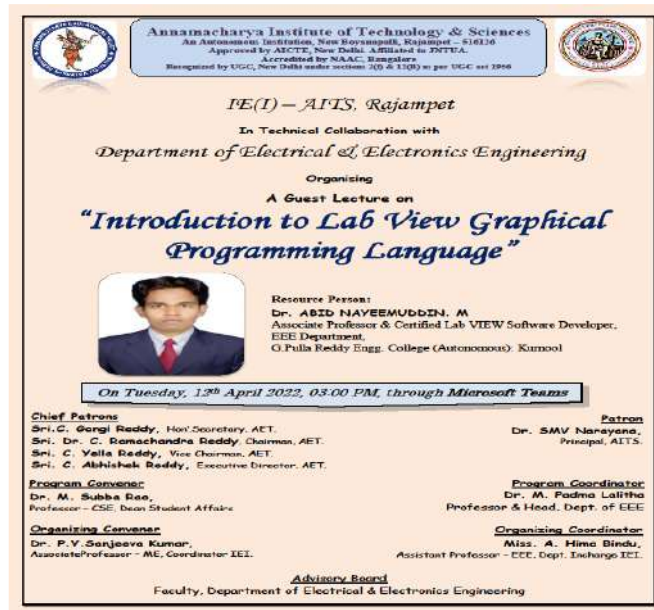 Annamacharya Institute of Technology & Sciences
An Autonomous Institution, New Boyanapalli, Rajampet – 516126
Approved by AICTE, New Delhi. Affiliated to JNTUA.
Accredited by NAAC, Bangalore
Recognized by UGC, New Delhi under sections 2(f) & 12(B) as per UGC act 1956
IE(I) – AITS, Rajampet
In Technical Collaboration with
Department of Electrical & Electronics Engineering
Organising
A Guest Lecture on
“Introduction to Lab View Graphical
Programming Language”
Resource Person:
Dr. ABID NAYEEMUDDIN. M
Associate Professor & Certified Lab VIEW Software Developer,
EEE Department,
G.Pulla Reddy Engg. College (Autonomous): Kurnool
On Tuesday, 12th April 2022, 03:00 PM, through Microsoft Teams
Chief Patrons
Sri.C. Gangi Reddy, Hon' Secretary, AET.
Sri. Dr. C. Ramachandra Reddy, Chairman, AET.
Sri. C. Yella Reddy, Vice Chairman, AET.
Sri. C. Abhishek Reddy, Executive Director, AET.
Patron
Dr. SMV Narayana,
Principal, AITS.
Program Convener
Dr. M. Subba Rao,
Professor – CSE, Dean Student Affairs
Program Coordinator
Dr. M. Padma Lalitha
Professor & Head, Dept. of EEE
Organizing Convener
Dr. P.V.Sanjeeva Kumar,
AssociateProfessor – ME, Coordinator IEI.
Organizing Coordinator
Miss. A. Hima Bindu,
Assistant Professor – EEE, Dept. Incharge IEI.
Advisory Board
Faculty, Department of Electrical & Electronics Engineering